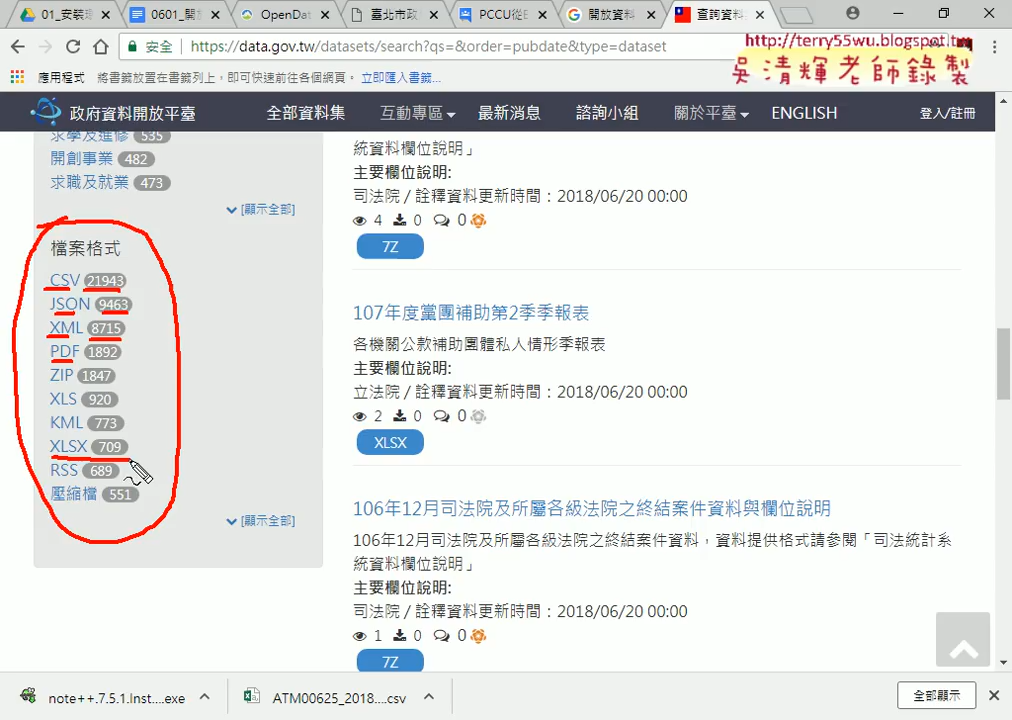 01_安裝環
0601_開放
OpenDat
臺北市政
PCCU從E
開放資料
查詢資料
安全 https://data.gov.tw/datasets/search?qs=&order=pubdate&type=dataset
http://terry55wu.blogspot.tw
吳清輝老師錄製
應用程式 將書籤放置在書籤列上,即可快速前往各個網頁。 立即匯入書籤...
政府資料開放平臺 全部資料集 互動專區 最新消息 諮詢小組 關於平臺 ENGLISH 登入/註冊
求學及進修 535
開創事業 482
求職及就業 473
[顯示全部]
檔案格式
CSV 21943
JSON 9463
XML 8715
PDF 1892
ZIP 1847
XLS 920
KML 773
XLSX 709
RSS 689
壓縮檔 551
[顯示全部]
統資料欄位說明」
主要欄位說明:
司法院 / 詮釋資料更新時間:2018/06/20 00:00
4 0 0
7Z
107年度黨團補助第2季季報表
各機關公款補助團體私人情形季報表
主要欄位說明:
立法院 / 詮釋資料更新時間:2018/06/20 00:00
2 0 0
XLSX
106年12月司法院及所屬各級法院之終結案件資料與欄位說明
106年12月司法院及所屬各級法院之終結案件資料,資料提供格式請參閱「司法統計系
統資料欄位說明」
主要欄位說明:
司法院 / 詮釋資料更新時間:2018/06/20 00:00
1 0 0
7Z
note++.7.5.1.Inst....exe
ATM00625_2018....csv
全部顯示